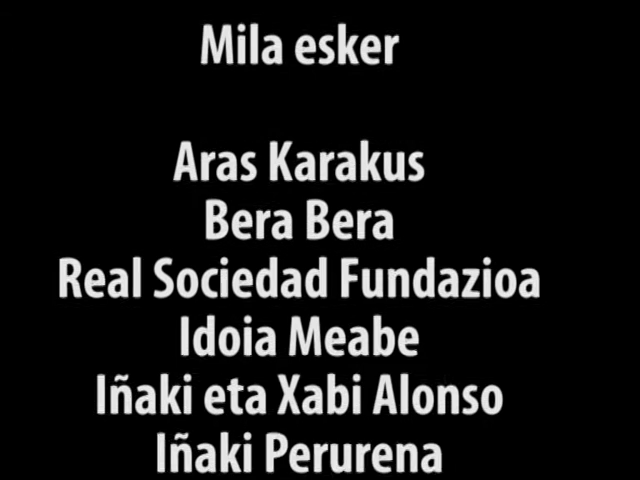 Mila esker
Aras Karakus
Bera Bera
Real Sociedad Fundazioa
Idoia Meabe
Iñaki eta Xabi Alonso
Iñaki Perurena